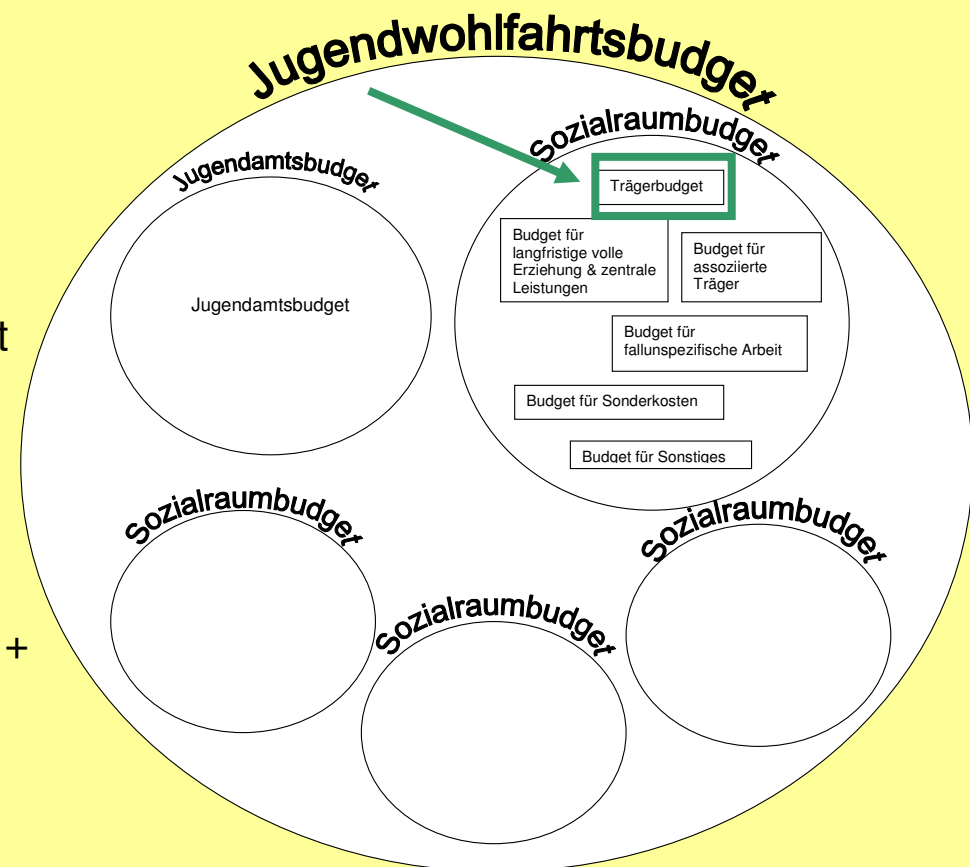 Jugendwohlfahrtsbudget
Jugendamtsbudget
Jugendamtsbudget
Sozialraumbudget
Trägerbudget
Budget für
langfristige volle
Erziehung & zentrale
Leistungen
Budget für
assoziierte
Träger
Budget für
fallunspezifische Arbeit
Budget für Sonderkosten
Budget für Sonstiges
t
Sozialraumbudget
Sozialraumbudget
Sozialraumbudget
+